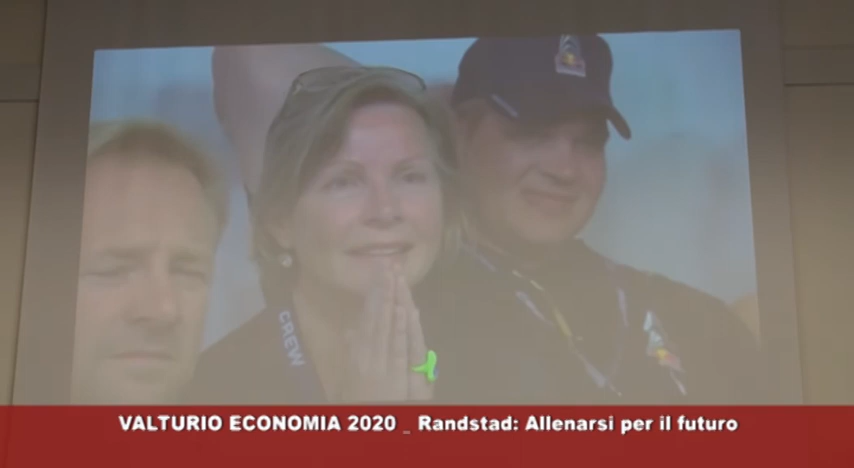 CREW
VALTURIO ECONOMIA 2020 _ Randstad: Allenarsi per il futuro